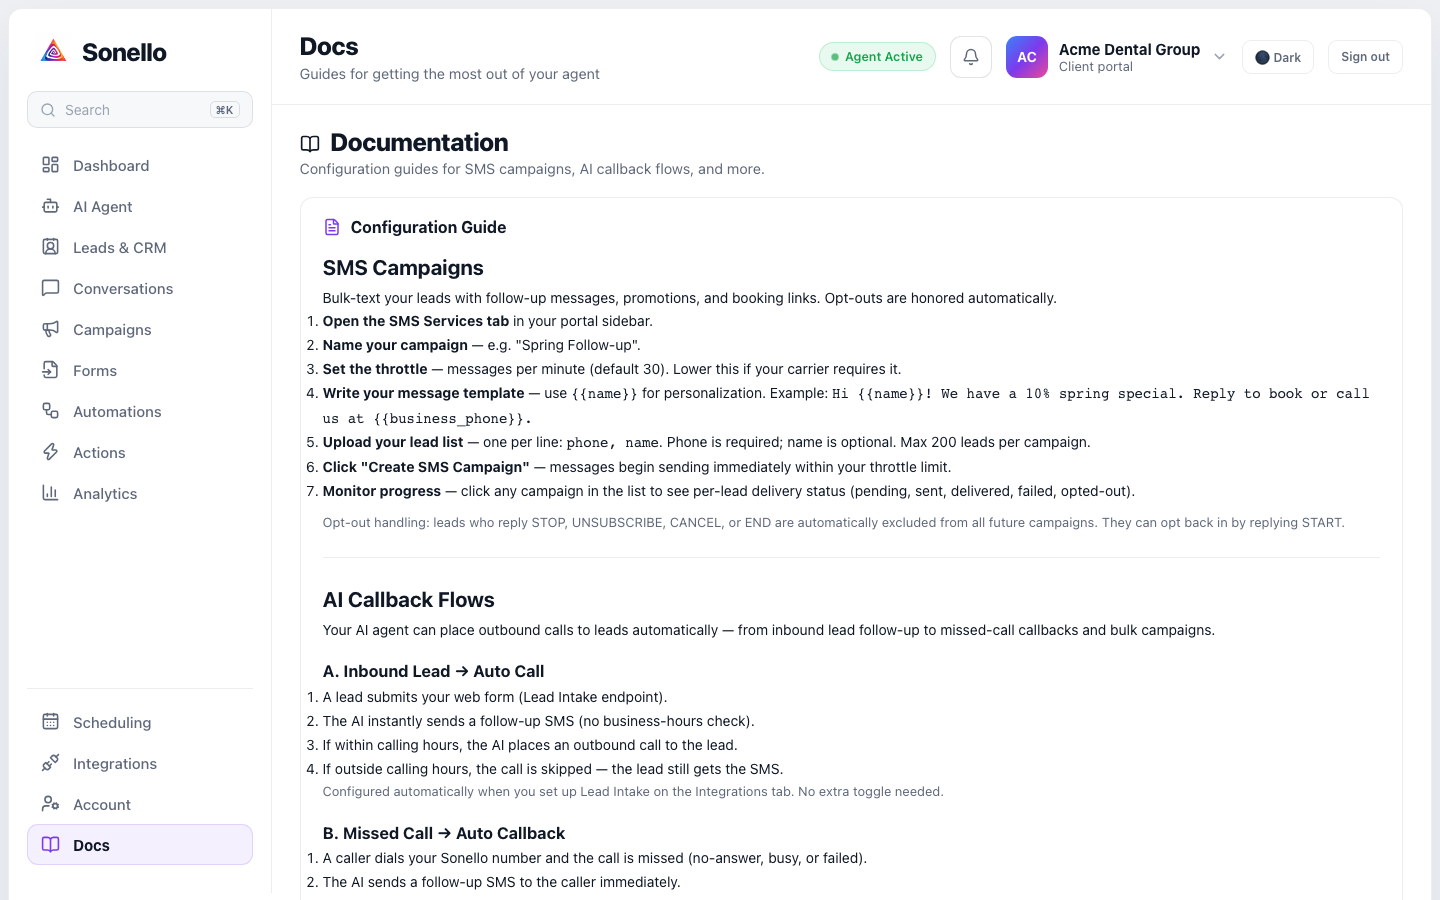 Sonello
Search
⌘K
Dashboard
AI Agent
Leads & CRM
Conversations
Campaigns
Forms
Automations
Actions
Analytics
Scheduling
Integrations
Account
Docs
Docs
Guides for getting the most out of your agent
Agent Active
AC
Acme Dental Group
Client portal
Dark
Sign out
Documentation
Configuration guides for SMS campaigns, AI callback flows, and more.
Configuration Guide
SMS Campaigns
Bulk-text your leads with follow-up messages, promotions, and booking links. Opt-outs are honored automatically.
1. Open the SMS Services tab in your portal sidebar.
2. Name your campaign — e.g. "Spring Follow-up".
3. Set the throttle — messages per minute (default 30). Lower this if your carrier requires it.
4. Write your message template — use {{name}} for personalization. Example: Hi {{name}}! We have a 10% spring special. Reply to book or call
us at {{business_phone}}.
5. Upload your lead list — one per line: phone, name. Phone is required; name is optional. Max 200 leads per campaign.
6. Click "Create SMS Campaign" — messages begin sending immediately within your throttle limit.
7. Monitor progress — click any campaign in the list to see per-lead delivery status (pending, sent, delivered, failed, opted-out).
Opt-out handling: leads who reply STOP, UNSUBSCRIBE, CANCEL, or END are automatically excluded from all future campaigns. They can opt back in by replying START.
AI Callback Flows
Your AI agent can place outbound calls to leads automatically — from inbound lead follow-up to missed-call callbacks and bulk campaigns.
A. Inbound Lead → Auto Call
1. A lead submits your web form (Lead Intake endpoint).
2. The AI instantly sends a follow-up SMS (no business-hours check).
3. If within calling hours, the AI places an outbound call to the lead.
4. If outside calling hours, the call is skipped — the lead still gets the SMS.
Configured automatically when you set up Lead Intake on the Integrations tab. No extra toggle needed.
B. Missed Call → Auto Callback
1. A caller dials your Sonello number and the call is missed (no-answer, busy, or failed).
2. The AI sends a follow-up SMS to the caller immediately.